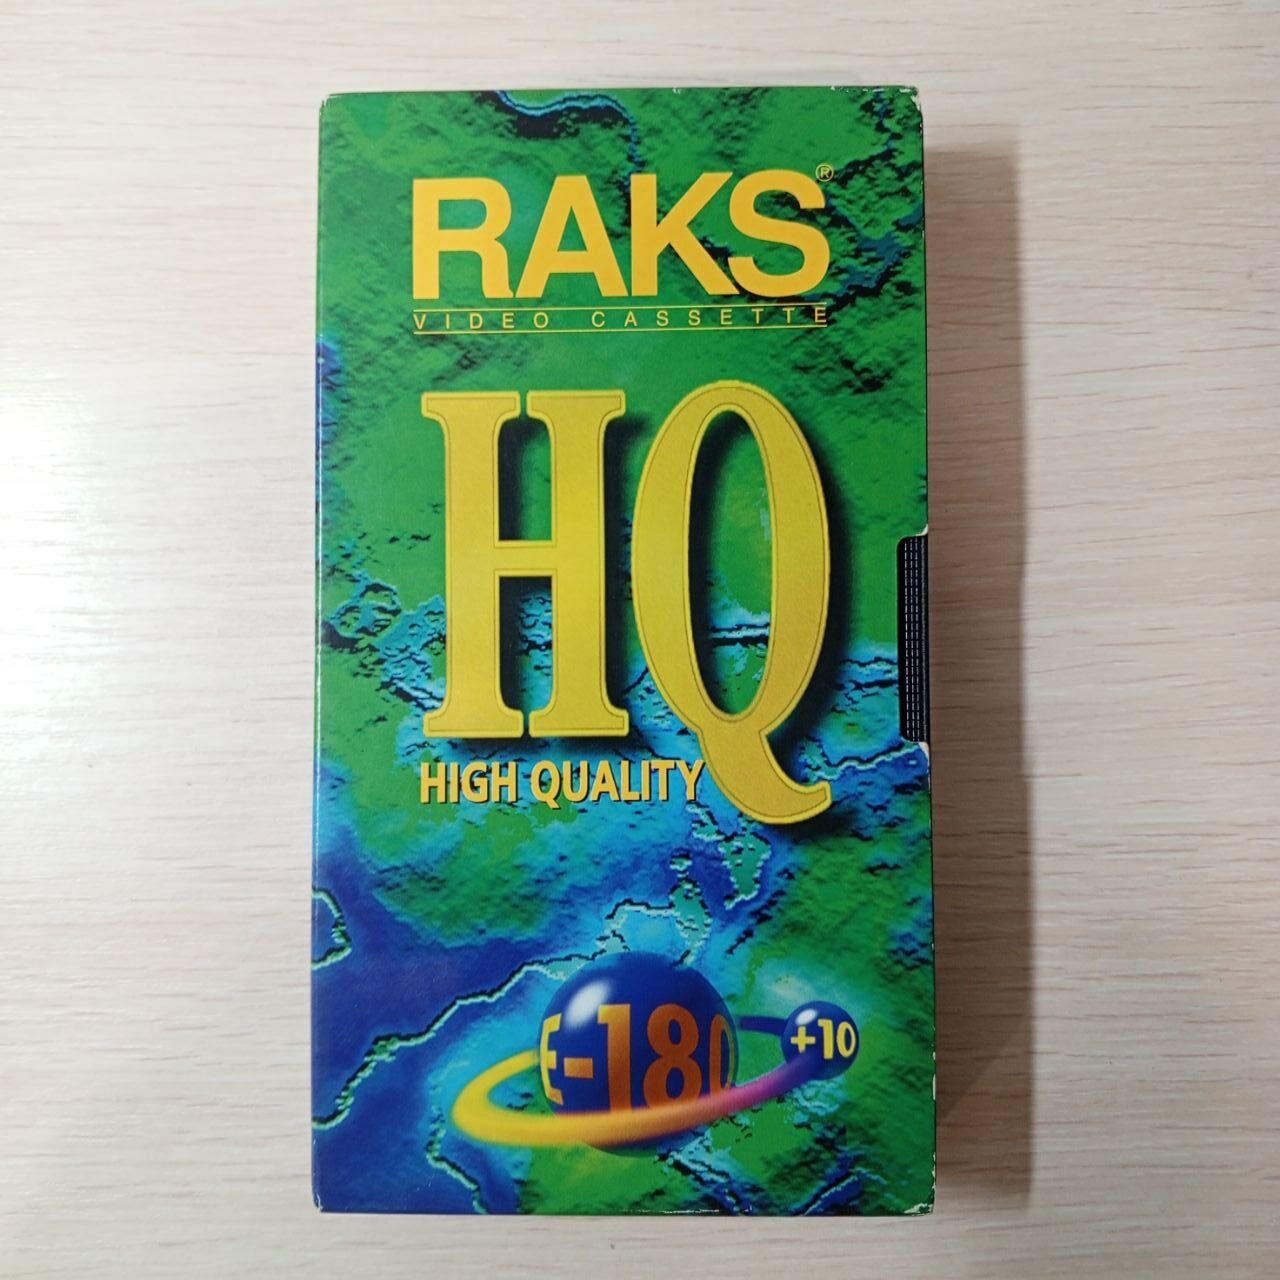 RAKS®
VIDEO CASSETTE
HQ
HIGH QUALITY
E-180
+10